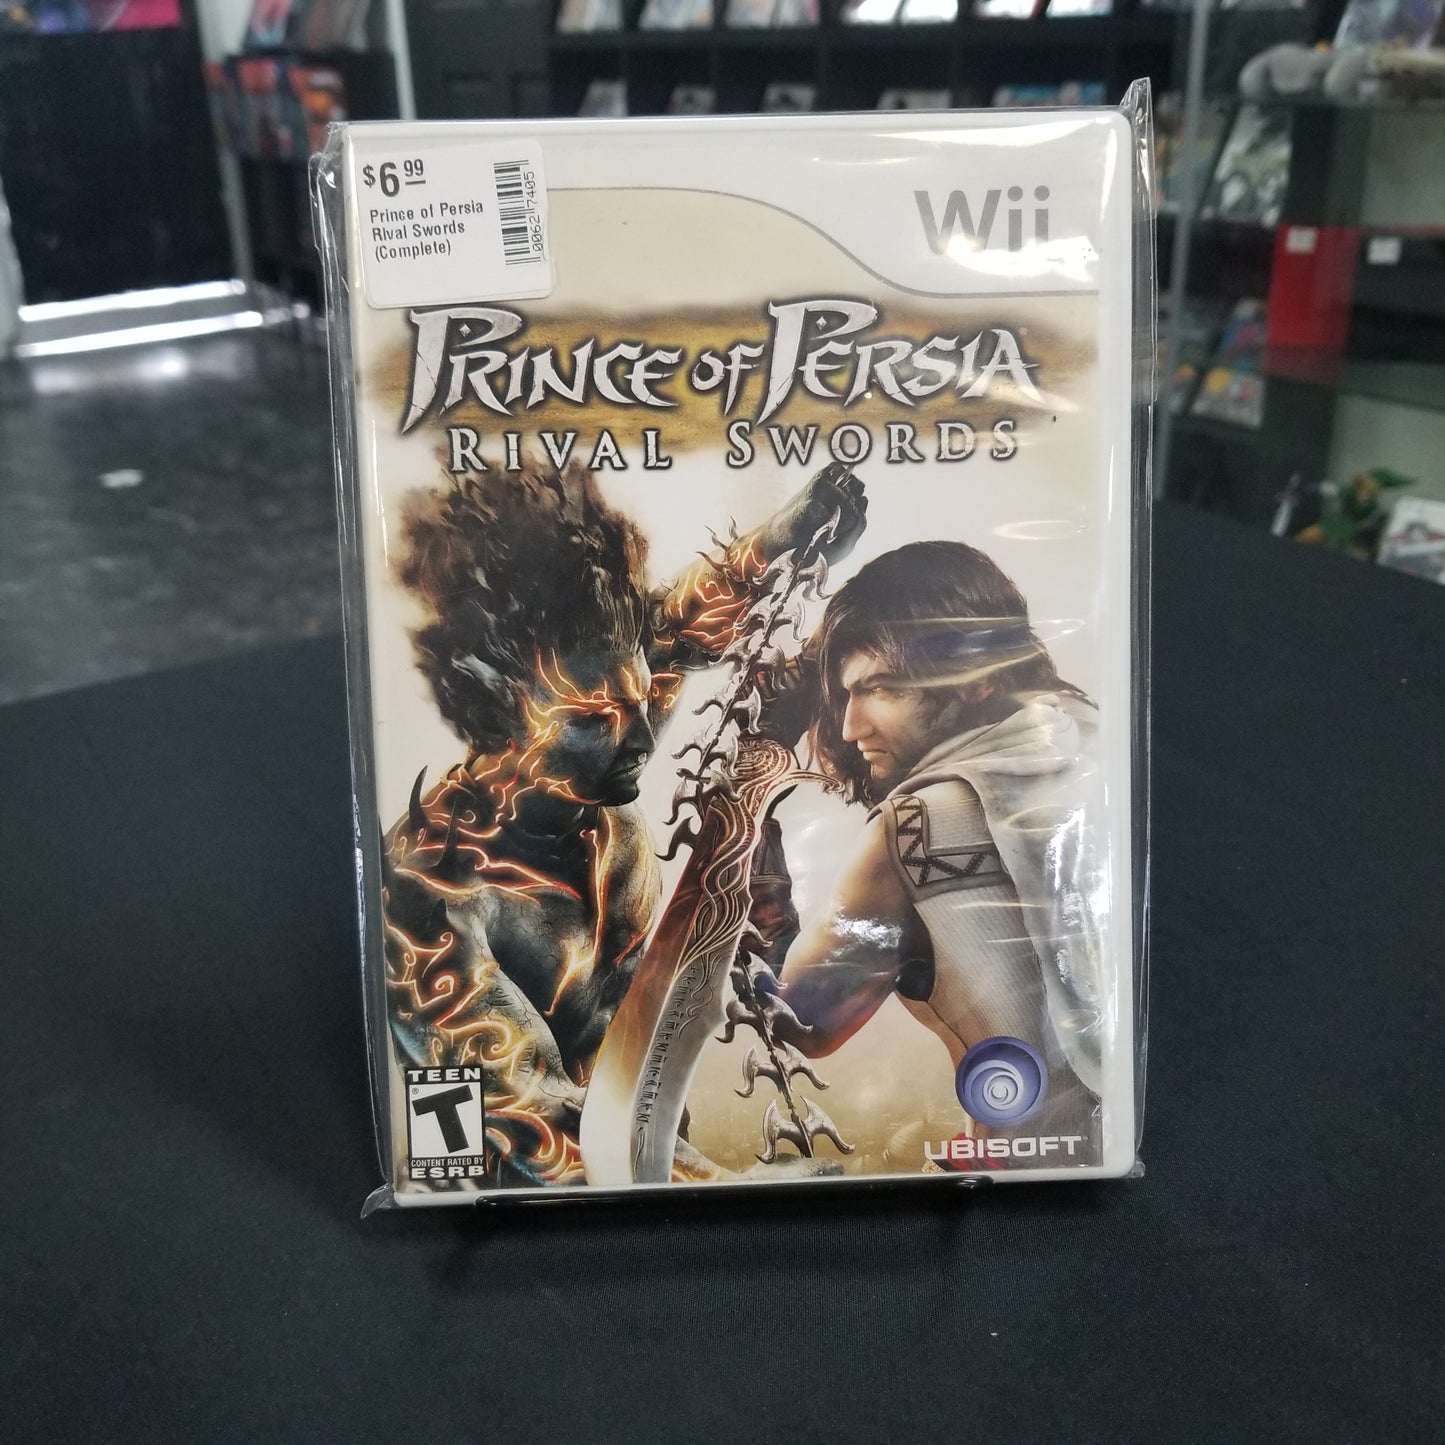 $6.99
Prince of Persia
Rival Swords
(Complete)
00627405
Wii
PRINCE OF PERSIA
RIVAL SWORDS
TEEN
T
CONTENT RATED BY
ESRB
UBISOFT